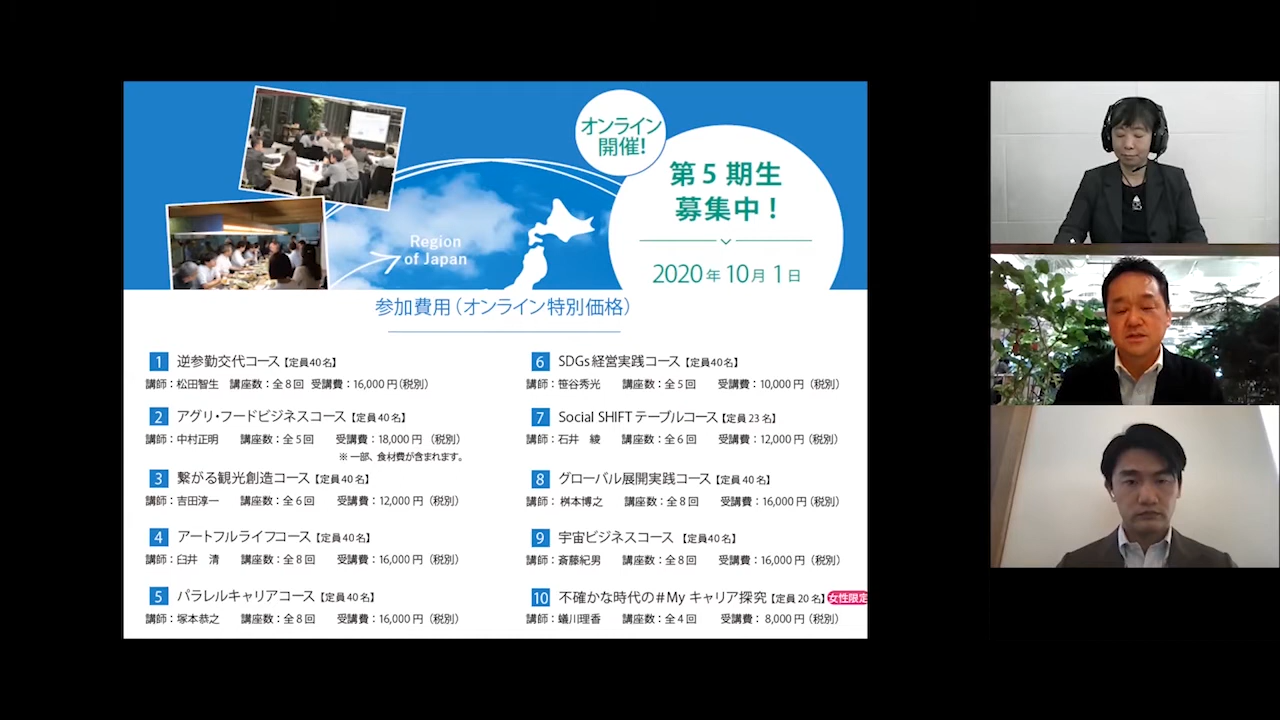 オンライン
開催!
第5期生
募集中!
2020年10月1日
Region
of Japan
参加費用(オンライン特別価格)
1 逆参勤交代コース【定員40名】
講師:松田智生 講座数:全8回 受講費:16,000円(税別)
2 アグリ・フードビジネスコース【定員40名】
講師:中村正明 講座数:全5回 受講費:18,000円(税別)
※一部、食材費が含まれます。
3 繋がる観光創造コース【定員40名】
講師:吉田淳一 講座数:全6回 受講費:12,000円(税別)
4 アートフルライフコース【定員40名】
講師:臼井 清 講座数:全8回 受講費:16,000円(税別)
5 パラレルキャリアコース【定員40名】
講師:塚本恭之 講座数:全8回 受講費:16,000円(税別)
6 SDGs経営実践コース【定員40名】
講師:笹谷秀光 講座数:全5回 受講費:10,000円(税別)
7 Social SHIFTテーブルコース【定員23名】
講師:石井 綾 講座数:全6回 受講費:12,000円(税別)
8 グローバル展開実践コース【定員40名】
講師:桝本博之 講座数:全8回 受講費:16,000円(税別)
9 宇宙ビジネスコース【定員40名】
講師:斎藤紀男 講座数:全8回 受講費:16,000円(税別)
10 不確かな時代の#Myキャリア探究【定員20名】女性限定
講師:蟻川理香 講座数:全4回 受講費:8,000円(税別)